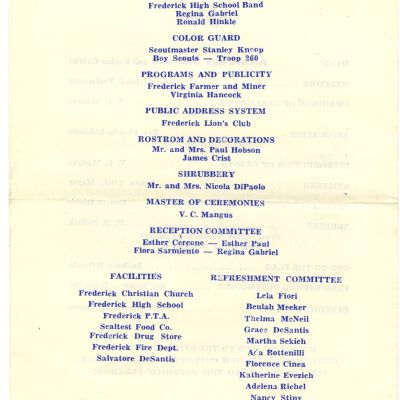 Frederick High School Band
Regina Gabriel
Ronald Hinkle
COLOR GUARD
Scoutmaster Stanley Knopp
Boy Scouts — Troop 260
PROGRAMS AND PUBLICITY
Frederick Farmer and Miner
Virginia Hancock
PUBLIC ADDRESS SYSTEM
Frederick Lion's Club
ROSTROM AND DECORATIONS
Mr. and Mrs. Paul Hobson
James Crist
SHRUBBERY
Mr. and Mrs. Nicola DiPaolo
MASTER OF CEREMONIES
V. C. Mangus
RECEPTION COMMITTEE
Esther Cerrone — Esther Paul
Flora Sarmiento — Regina Gabriel
FACILITIES
Frederick Christian Church
Frederick High School
Frederick P.T.A.
Sealtest Food Co.
Frederick Drug Store
Frederick Fire Dept.
Salvatore DeSantis
REFRESHMENT COMMITTEE
Lela Fiori
Beulah Meeker
Thelma McNeil
Grace DeSantis
Martha Sekich
Ada Bottenilli
Florence Cinea
Katherine Evezich
Adelena Richel
Nancy Stiny